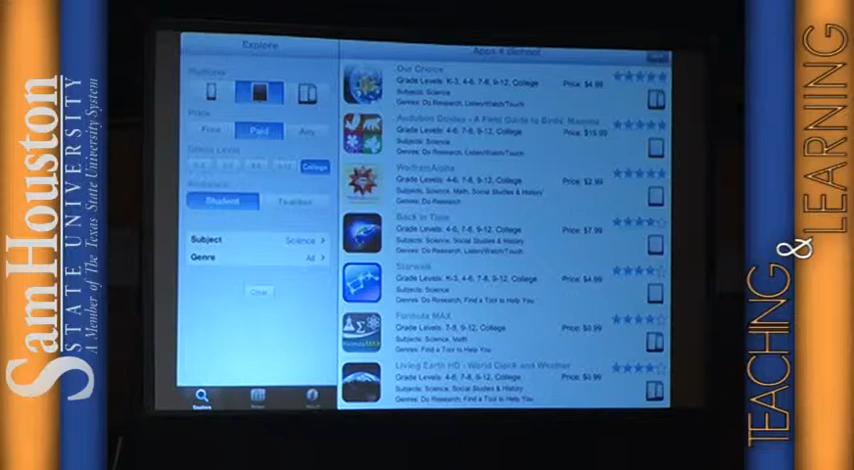 Sam Houston
STATE UNIVERSITY
A Member of The Texas State University System
Explore
Apps 4
Free Paid Any
Grade Level
College
Student Teacher
Subject Science >
Genre All >
Clear
Explore
Our Choice
Grade Levels: K-3, 4-6, 7-8, 9-12, College Price: $4.99
Subjects: Science
Genres: Do Research, Listen/Watch/Touch
Audubon Guides - A Field Guide to Birds, Mamma
Grade Levels: 4-6, 7-8, 9-12, College
Subjects: Science
Genres: Do Research, Listen/Watch/Touch
WolframAlpha
Grade Levels: 4-6, 7-8, 9-12, College Price: $2.99
Subjects: Science, Math, Social Studies & History
Genres: Do Research
Back in Time
Grade Levels: 4-6, 7-8, 9-12, College Price: $7.99
Subjects: Science, Social Studies & History
Genres: Do Research, Listen/Watch/Touch
Starwalk
Grade Levels: K-3, 4-6, 7-8, 9-12, College Price: $4.99
Subjects: Science
Genres: Do Research, Find a Tool to Help You
Formula MAX
Grade Levels: 7-8, 9-12, College Price: $0.99
Subjects: Science, Math
Genres: Find a Tool to Help You
Living Earth HD - World Clock and Weather
Grade Levels: 4-6, 7-8, 9-12, College Price: $0.99
Subjects: Science, Social Studies & History
Genres: Do Research, Find a Tool to Help You
TEACHING & LEARNING